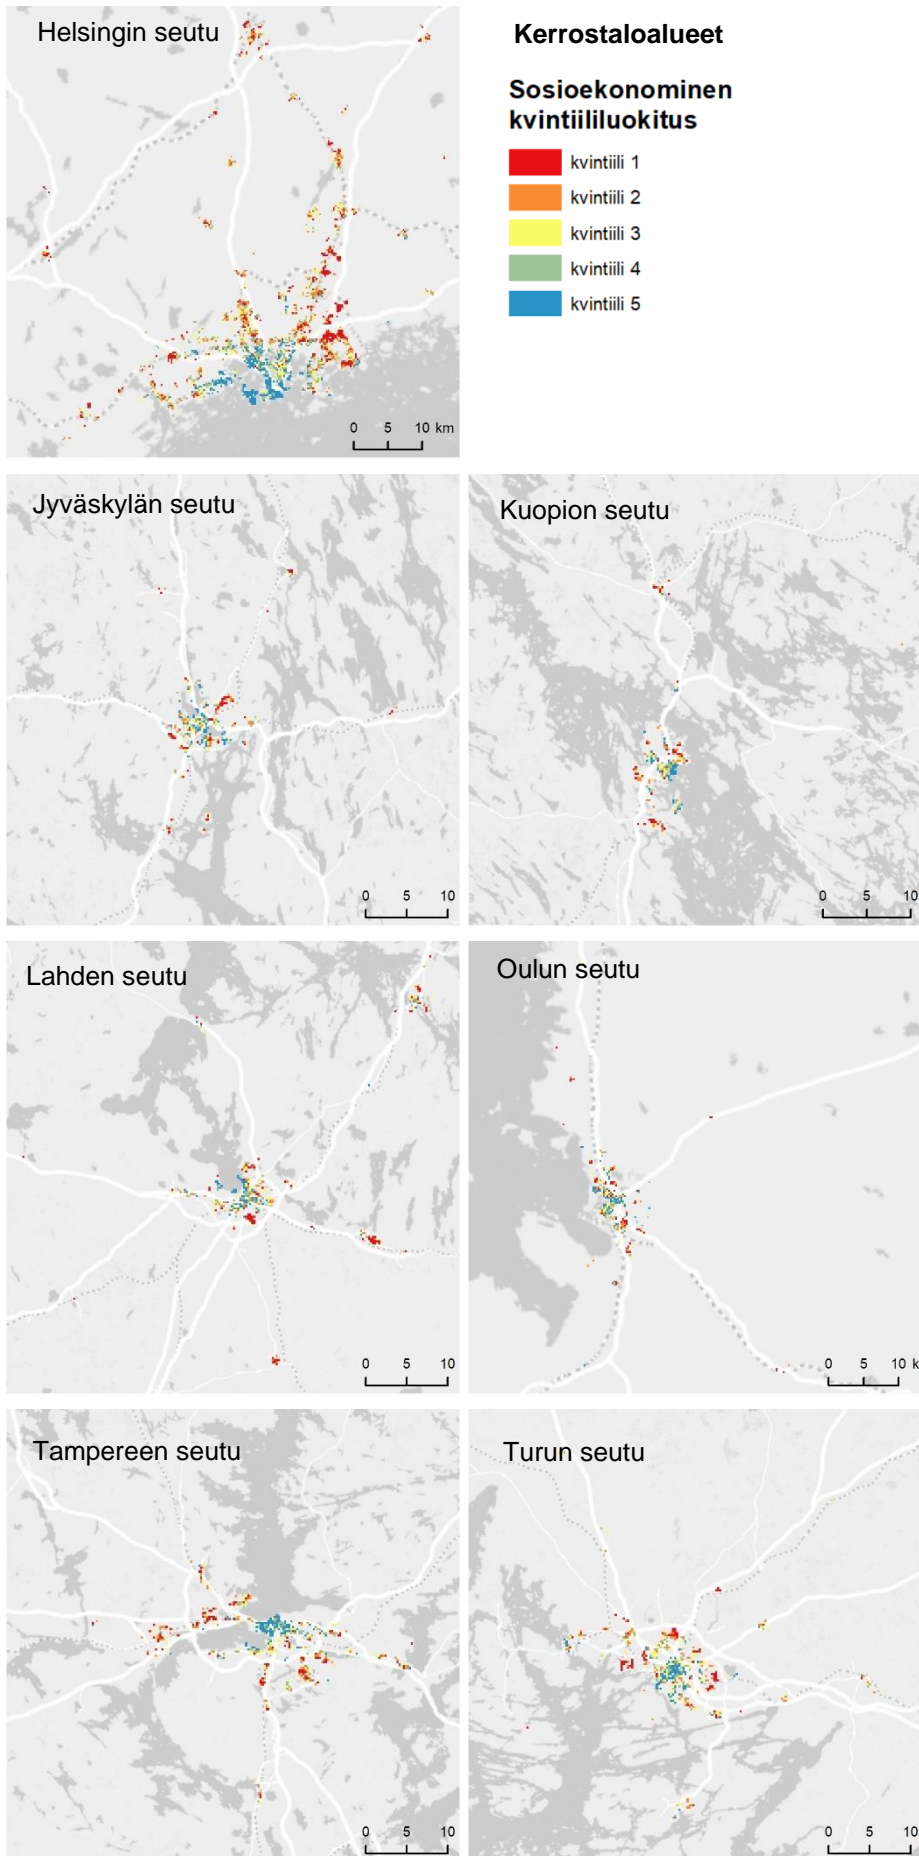 Helsingin seutu
Kerrostaloalueet
Sosioekonominen
kvintiililuokitus
kvintiili 1
kvintiili 2
kvintiili 3
kvintiili 4
kvintiili 5
0 5 10 km
Jyväskylän seutu
0 5 10
Kuopion seutu
0 5 10
Lahden seutu
0 5 10
Oulun seutu
0 5 10 k
Tampereen seutu
0 5 10
Turun seutu
0 5 10